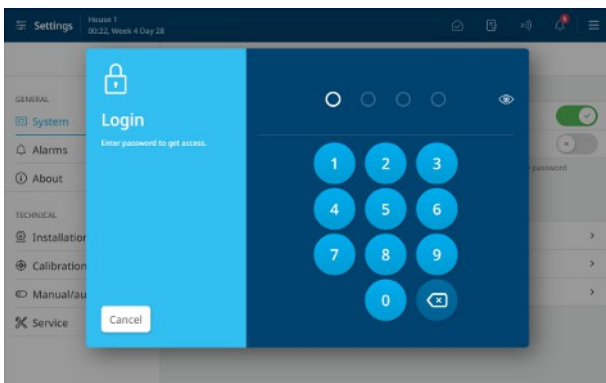 Settings
House 1
00:22, Week 4 Day 28
GENERAL
System
Alarms
About
TECHNICAL
Installation
Calibration
Manual/au
Service
Login
Enter password to get access.
Cancel
1 2 3
4 5 6
7 8 9
0
password